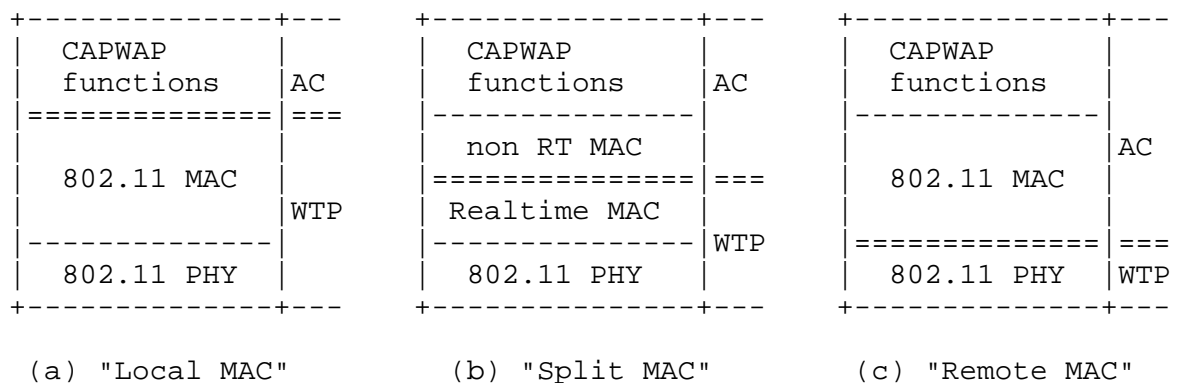 +--------------+---   +---------------+---   +--------------+---
|  CAPWAP      |      |  CAPWAP       |      |  CAPWAP      |
|  functions   |AC    |  functions    |AC    |  functions   |
|==============|===   |---------------|      |--------------|
|              |      |  non RT MAC   |      |              |AC
|  802.11 MAC  |      |===============|===   |  802.11 MAC  |
|              |WTP   | Realtime MAC  |      |              |
|--------------|      |---------------|WTP   |==============|===
|  802.11 PHY  |      |  802.11 PHY   |      |  802.11 PHY  |WTP
+--------------+---   +---------------+---   +--------------+---
(a) "Local MAC"         (b) "Split MAC"        (c) "Remote MAC"